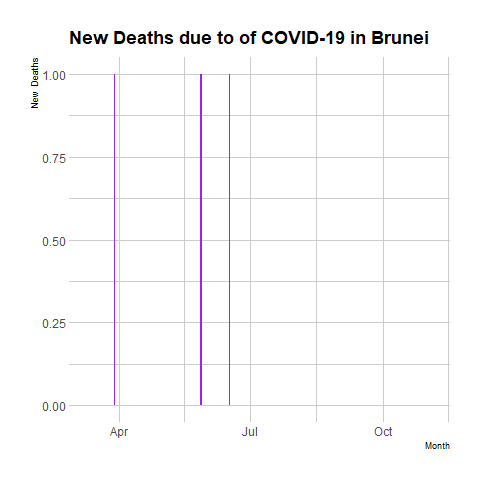 New Deaths due to of COVID-19 in Brunei
New Deaths
1.00
0.75
0.50
0.25
0.00
Apr
Jul
Oct
Month